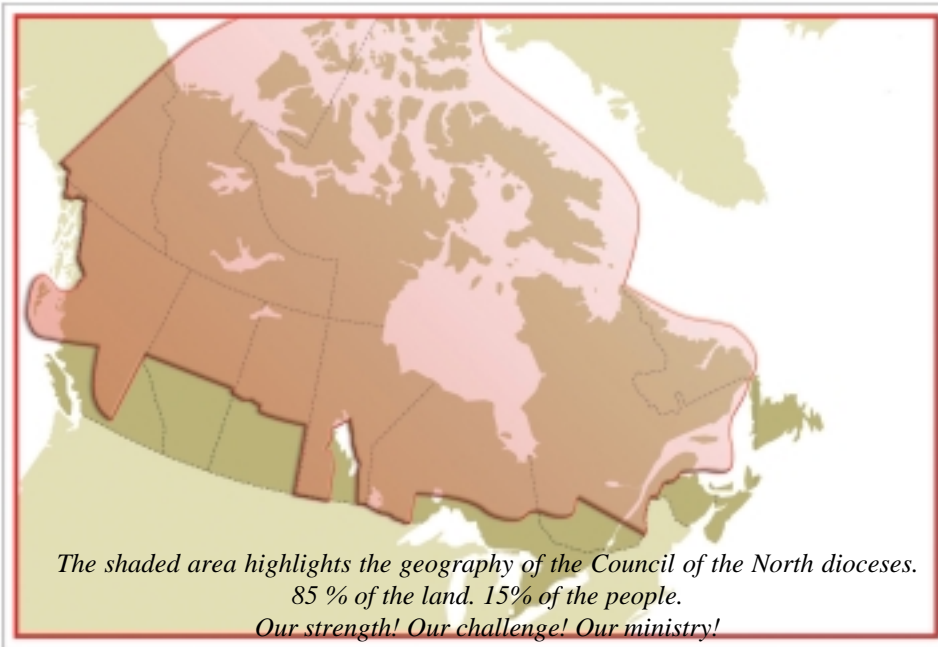 The shaded area highlights the geography of the Council of the North dioceses.
85 % of the land. 15% of the people.
Our strength! Our challenge! Our ministry!